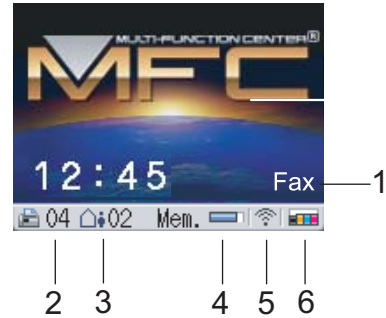 MULTI-FUNCTION CENTER®
MFC
12:45
Fax
1
04 02 Mem.
2 3 4 5 6